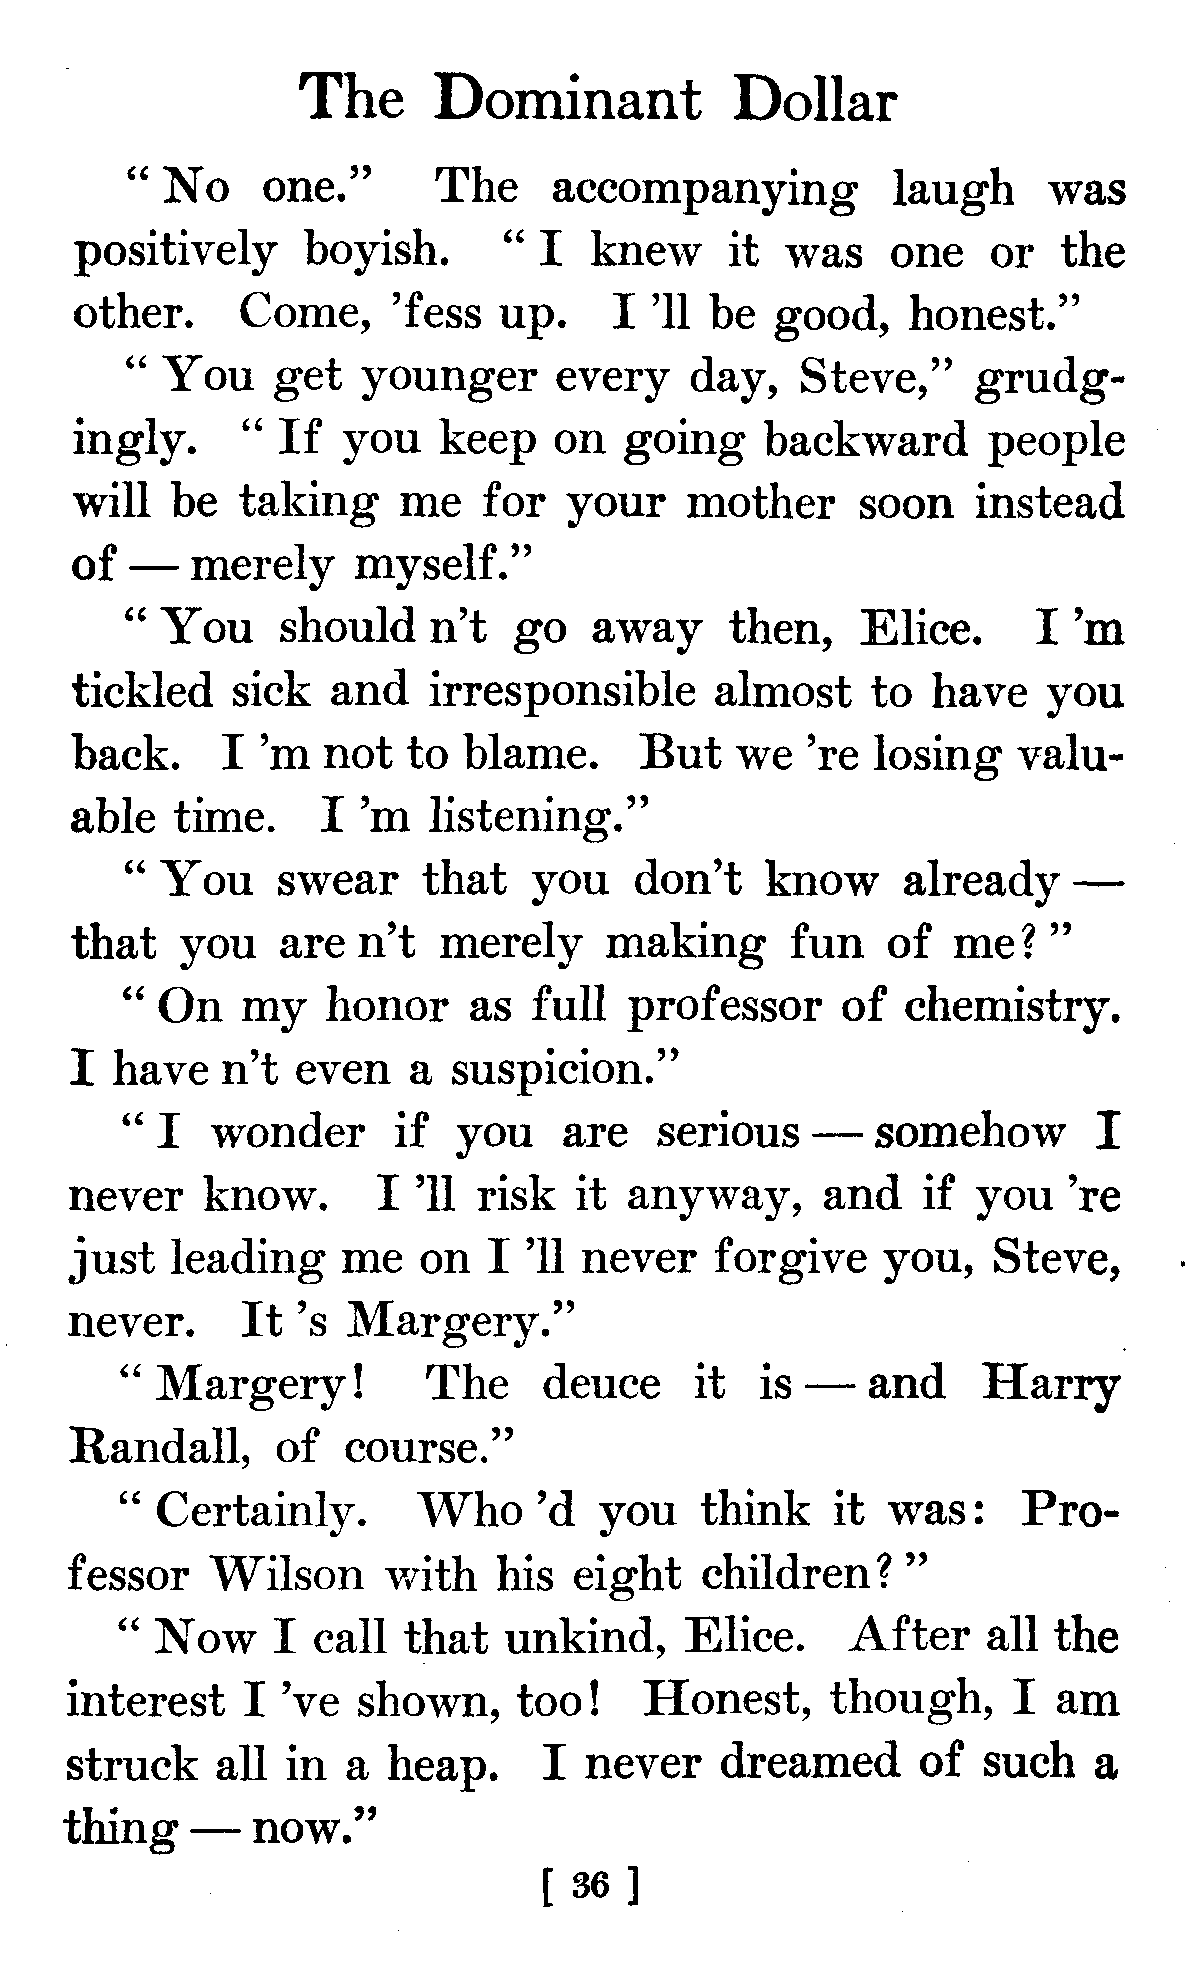 The Dominant Dollar
“ No one.” The accompanying laugh was
positively boyish. “ I knew it was one or the
other. Come, ’fess up. I ’ll be good, honest.”
“ You get younger every day, Steve,” grudg-
ingly. “ If you keep on going backward people
will be taking me for your mother soon instead
of — merely myself.”
“ You should n’t go away then, Elice. I ’m
tickled sick and irresponsible almost to have you
back. I ’m not to blame. But we ’re losing valu-
able time. I ’m listening.”
“ You swear that you don’t know already —
that you are n’t merely making fun of me? ”
“ On my honor as full professor of chemistry.
I have n’t even a suspicion.”
“ I wonder if you are serious — somehow I
never know. I ’ll risk it anyway, and if you ’re
just leading me on I ’ll never forgive you, Steve,
never. It ’s Margery.”
“ Margery! The deuce it is — and Harry
Randall, of course.”
“ Certainly. Who ’d you think it was: Pro-
fessor Wilson with his eight children? ”
“ Now I call that unkind, Elice. After all the
interest I ’ve shown, too! Honest, though, I am
struck all in a heap. I never dreamed of such a
thing — now.”
[ 36 ]